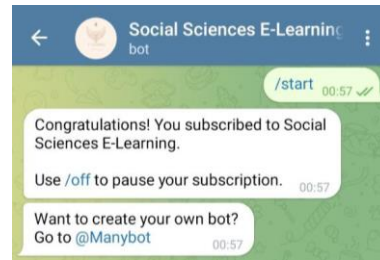 Social Sciences E-Learning
bot
/start 00:57
Congratulations! You subscribed to Social
Sciences E-Learning.
Use /off to pause your subscription. 00:57
Want to create your own bot?
Go to @Manybot 00:57